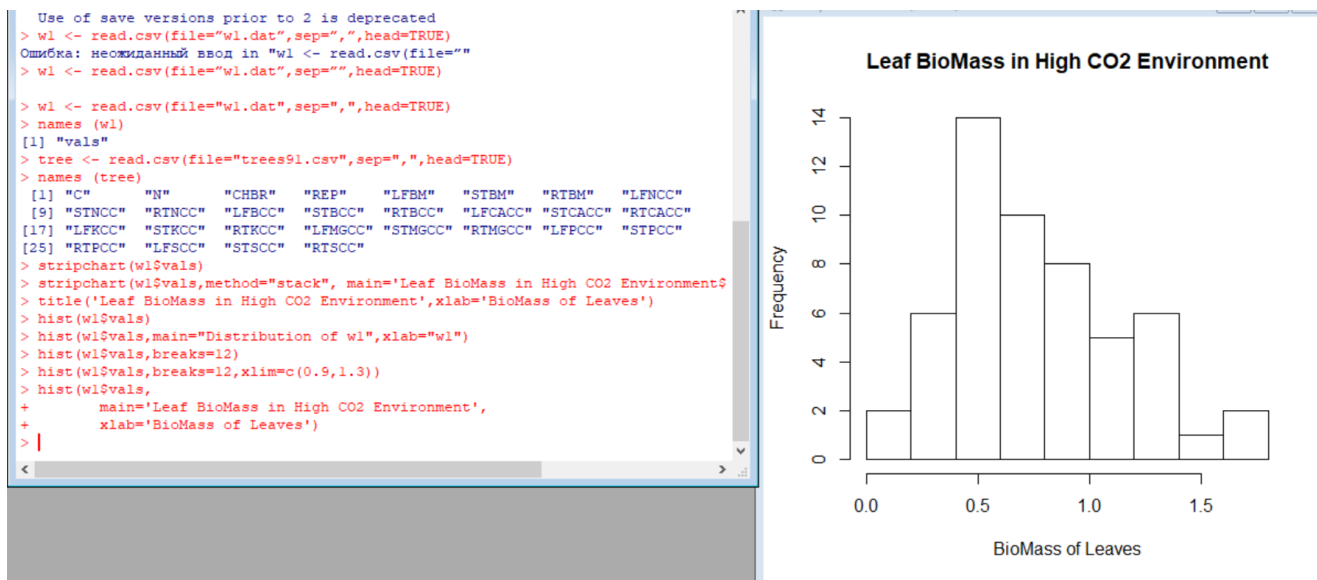 Use of save versions prior to 2 is deprecated
> w1 <- read.csv(file="w1.dat",sep=",",head=TRUE)
Ошибка: неожиданный ввод in "w1 <- read.csv(file=”"
> w1 <- read.csv(file=”w1.dat”,sep=””,head=TRUE)
> w1 <- read.csv(file="w1.dat",sep=",",head=TRUE)
> names (w1)
[1] "vals"
> tree <- read.csv(file="trees91.csv",sep=",",head=TRUE)
> names (tree)
[1] "C" "N" "CHBR" "REP" "LFBM" "STBM" "RTBM" "LFNCC"
[9] "STNCC" "RTNCC" "LFBCC" "STBCC" "RTBCC" "LFCACC" "STCACC" "RTCACC"
[17] "LFKCC" "STKCC" "RTKCC" "LFMGCC" "STMGCC" "RTMGCC" "LFPCC" "STPCC"
[25] "RTPCC" "LFSCC" "STSCC" "RTSCC"
> stripchart(w1$vals)
> stripchart(w1$vals,method="stack", main='Leaf BioMass in High CO2 Environment$
> title('Leaf BioMass in High CO2 Environment',xlab='BioMass of Leaves')
> hist(w1$vals)
> hist(w1$vals,main="Distribution of w1",xlab="w1")
> hist(w1$vals,breaks=12)
> hist(w1$vals,breaks=12,xlim=c(0.9,1.3))
> hist(w1$vals,
+ main='Leaf BioMass in High CO2 Environment',
+ xlab='BioMass of Leaves')
>
Leaf BioMass in High CO2 Environment
Frequency
14
12
10
8
6
4
2
0
0.0 0.5 1.0 1.5
BioMass of Leaves